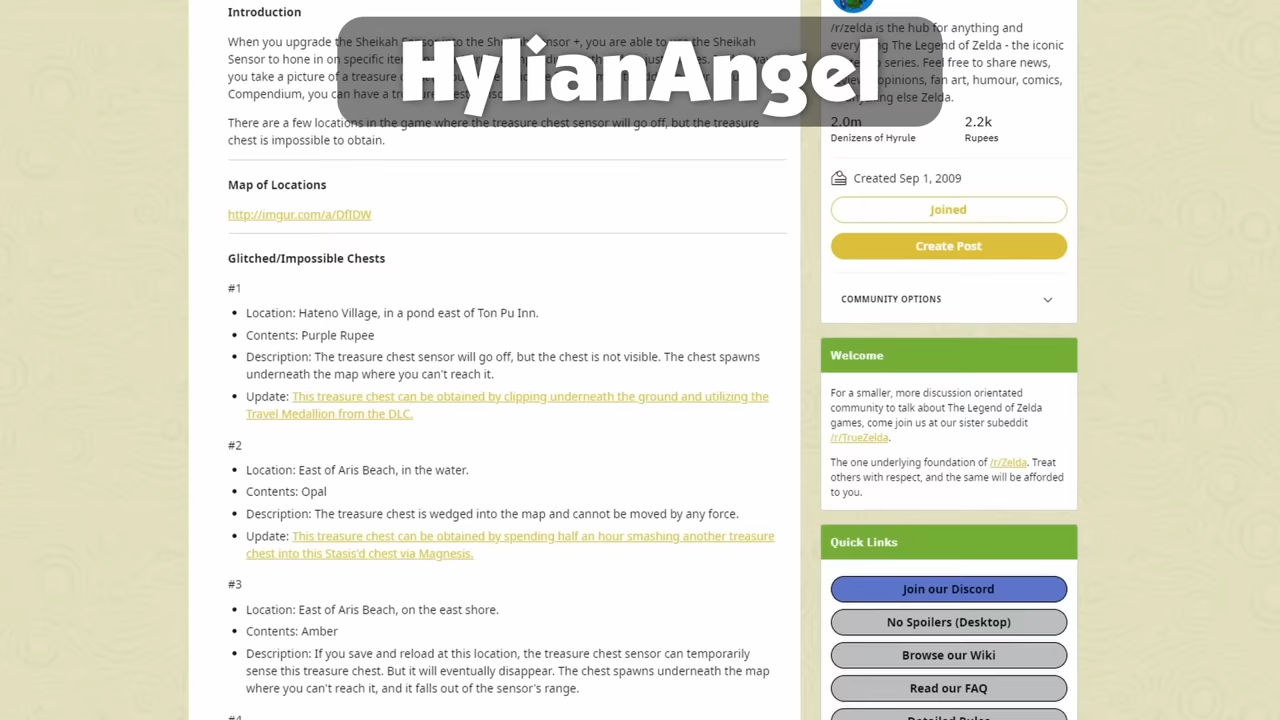 Introduction
When you upgrade the Sheikah Sensor into the Sheikah Sensor +, you are able to use the Sheikah
Sensor to hone in on specific
you take a picture of a treasure
Compendium, you can have a
There are a few locations in the game where the treasure chest sensor will go off, but the treasure
chest is impossible to obtain.
HylianAngel
Map of Locations
http://imgur.com/a/DfIDW
Glitched/Impossible Chests
#1
Location: Hateno Village, in a pond east of Ton Pu Inn.
Contents: Purple Rupee
Description: The treasure chest sensor will go off, but the chest is not visible. The chest spawns
underneath the map where you can't reach it.
Update: This treasure chest can be obtained by clipping underneath the ground and utilizing the
Travel Medallion from the DLC.
#2
Location: East of Aris Beach, in the water.
Contents: Opal
Description: The treasure chest is wedged into the map and cannot be moved by any force.
Update: This treasure chest can be obtained by spending half an hour smashing another treasure
chest into this Stasis'd chest via Magnesis.
#3
Location: East of Aris Beach, on the east shore.
Contents: Amber
Description: If you save and reload at this location, the treasure chest sensor can temporarily
sense this treasure chest. But it will eventually disappear. The chest spawns underneath the map
where you can't reach it, and it falls out of the sensor's range.
#4
/r/zelda is the hub for anything and
everything The Legend of Zelda - the iconic
series. Feel free to share news,
opinions, fan art, humour, comics,
anything else Zelda.
2.0m 2.2k
Denizens of Hyrule Rupees
Created Sep 1, 2009
Joined
Create Post
COMMUNITY OPTIONS
Welcome
For a smaller, more discussion orientated
community to talk about The Legend of Zelda
games, come join us at our sister subeddit
/r/TrueZelda.
The one underlying foundation of /r/Zelda. Treat
others with respect, and the same will be afforded
to you.
Quick Links
Join our Discord
No Spoilers (Desktop)
Browse our Wiki
Read our FAQ
Detailed Rules